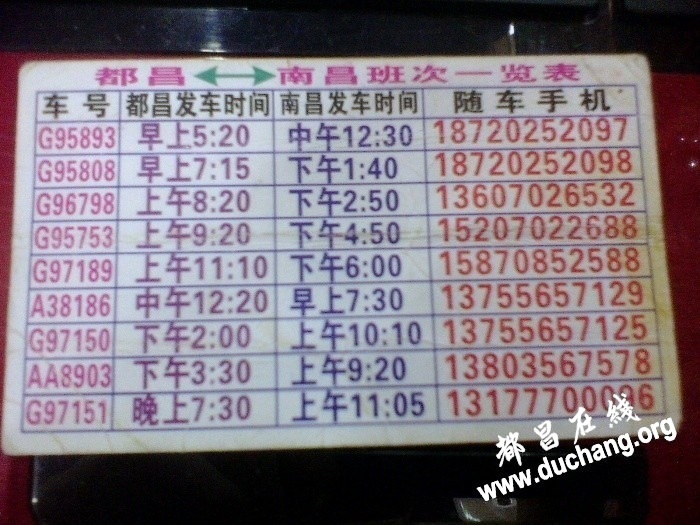 都昌 南昌班次一览表
车号 都昌发车时间 南昌发车时间 随车手机
G95893 早上5:20 中午12:30 18720252097
G95808 早上7:15 下午1:40 18720252098
G96798 上午8:20 下午2:50 13607026532
G95753 上午9:20 下午4:50 15207022688
G97189 上午11:10 下午6:00 15870852588
A38186 中午12:20 早上7:30 13755657129
G97150 下午2:00 上午10:10 13755657125
AA8903 下午3:30 上午9:20 13803567578
G97151 晚上7:30 上午11:05
都昌在线
www.duchang.org